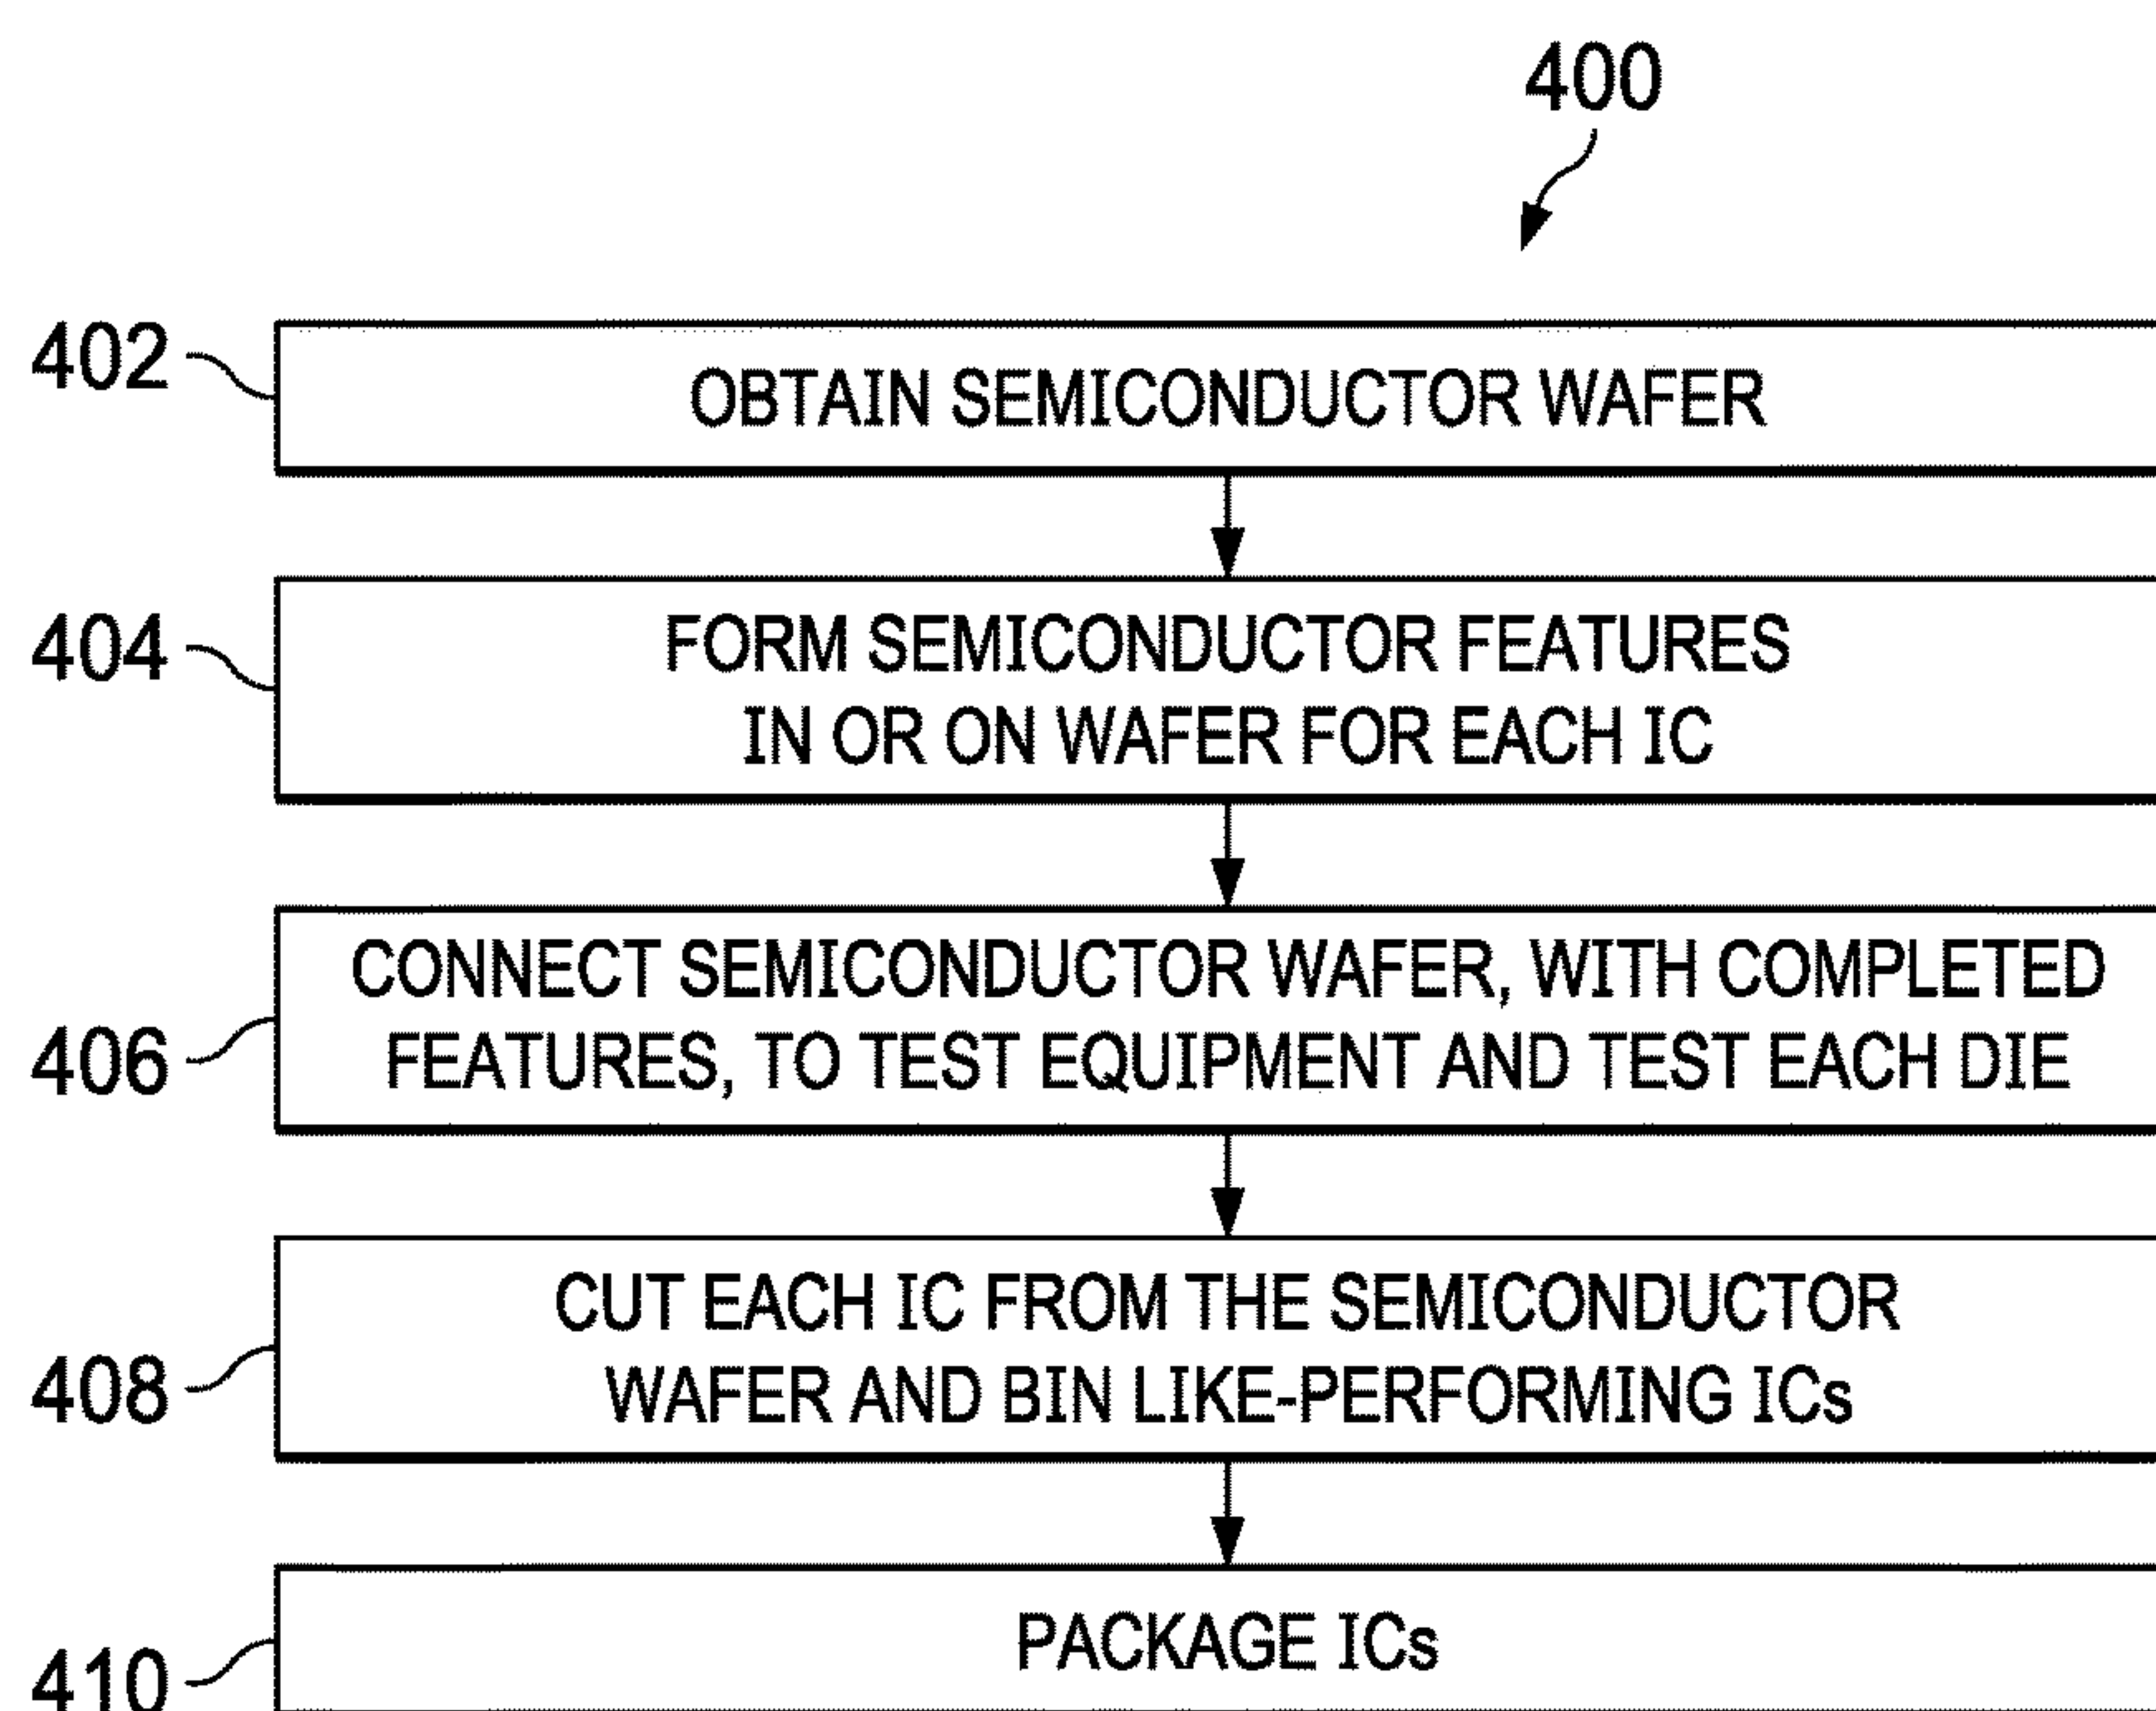 400
402
OBTAIN SEMICONDUCTOR WAFER
404
FORM SEMICONDUCTOR FEATURES
IN OR ON WAFER FOR EACH IC
406
CONNECT SEMICONDUCTOR WAFER, WITH COMPLETED
FEATURES, TO TEST EQUIPMENT AND TEST EACH DIE
408
CUT EACH IC FROM THE SEMICONDUCTOR
WAFER AND BIN LIKE-PERFORMING ICs
410
PACKAGE ICs